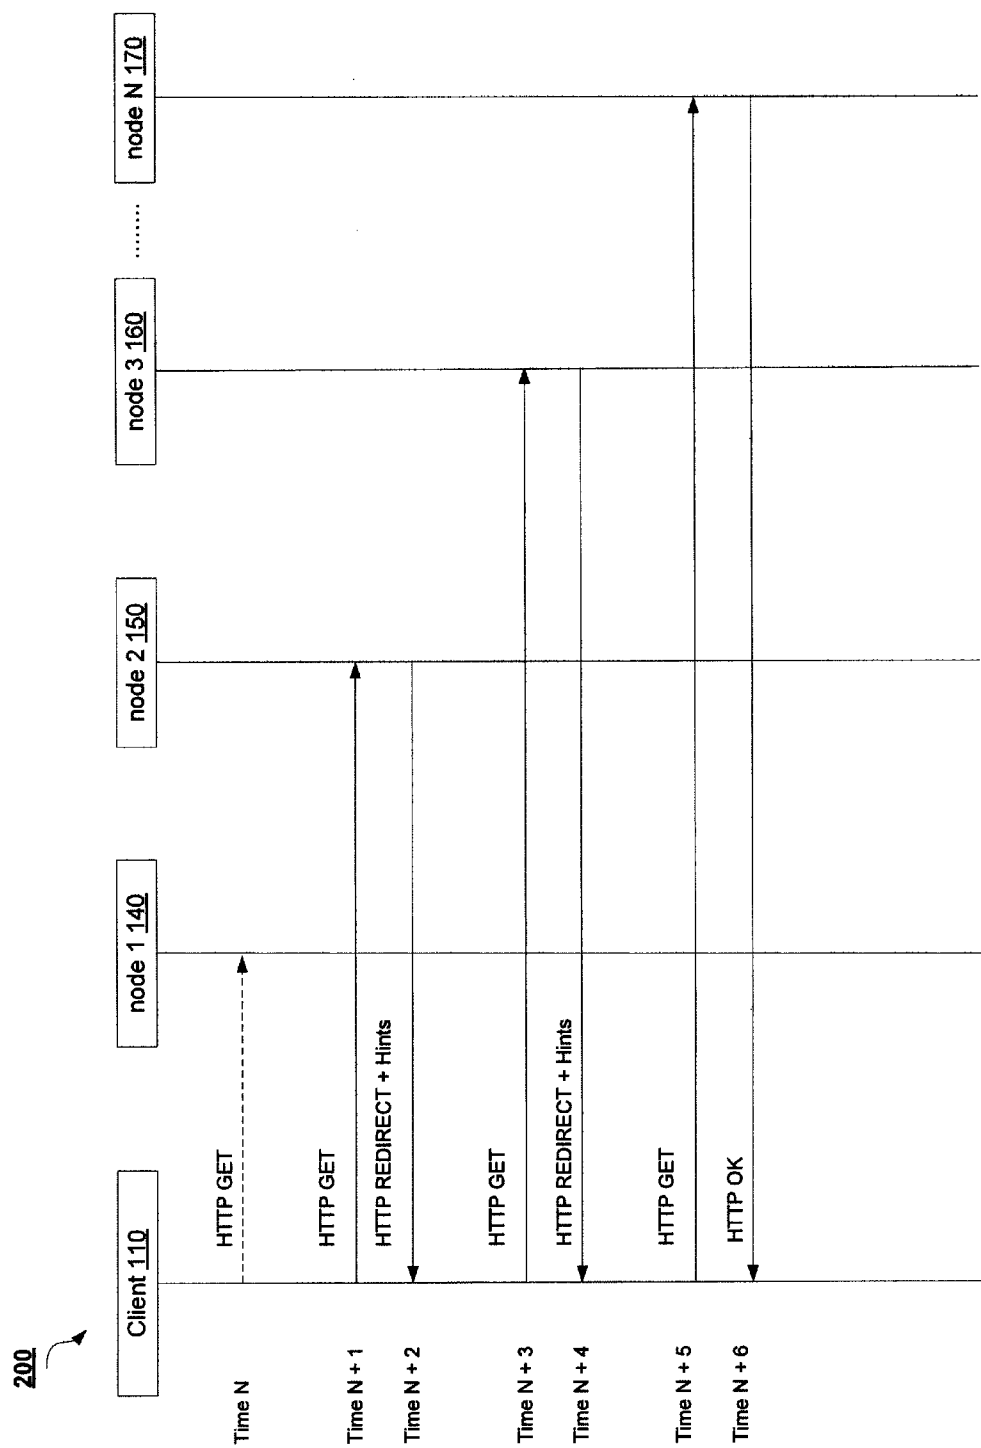 200
Client 110
node 1 140
node 2 150
node 3 160
........
node N 170
Time N
HTTP GET
Time N + 1
HTTP GET
Time N + 2
HTTP REDIRECT + Hints
Time N + 3
HTTP GET
Time N + 4
HTTP REDIRECT + Hints
Time N + 5
HTTP GET
Time N + 6
HTTP OK